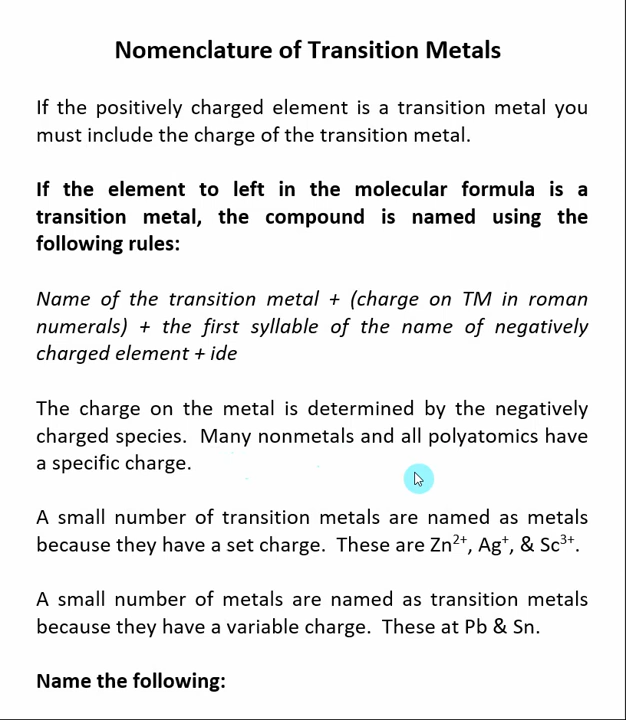 Nomenclature of Transition Metals
If the positively charged element is a transition metal you
must include the charge of the transition metal.
If the element to left in the molecular formula is a
transition metal, the compound is named using the
following rules:
Name of the transition metal + (charge on TM in roman
numerals) + the first syllable of the name of negatively
charged element + ide
The charge on the metal is determined by the negatively
charged species.  Many nonmetals and all polyatomics have
a specific charge.
A small number of transition metals are named as metals
because they have a set charge.  These are Zn²⁺, Ag⁺, & Sc³⁺.
A small number of metals are named as transition metals
because they have a variable charge.  These at Pb & Sn.
Name the following: